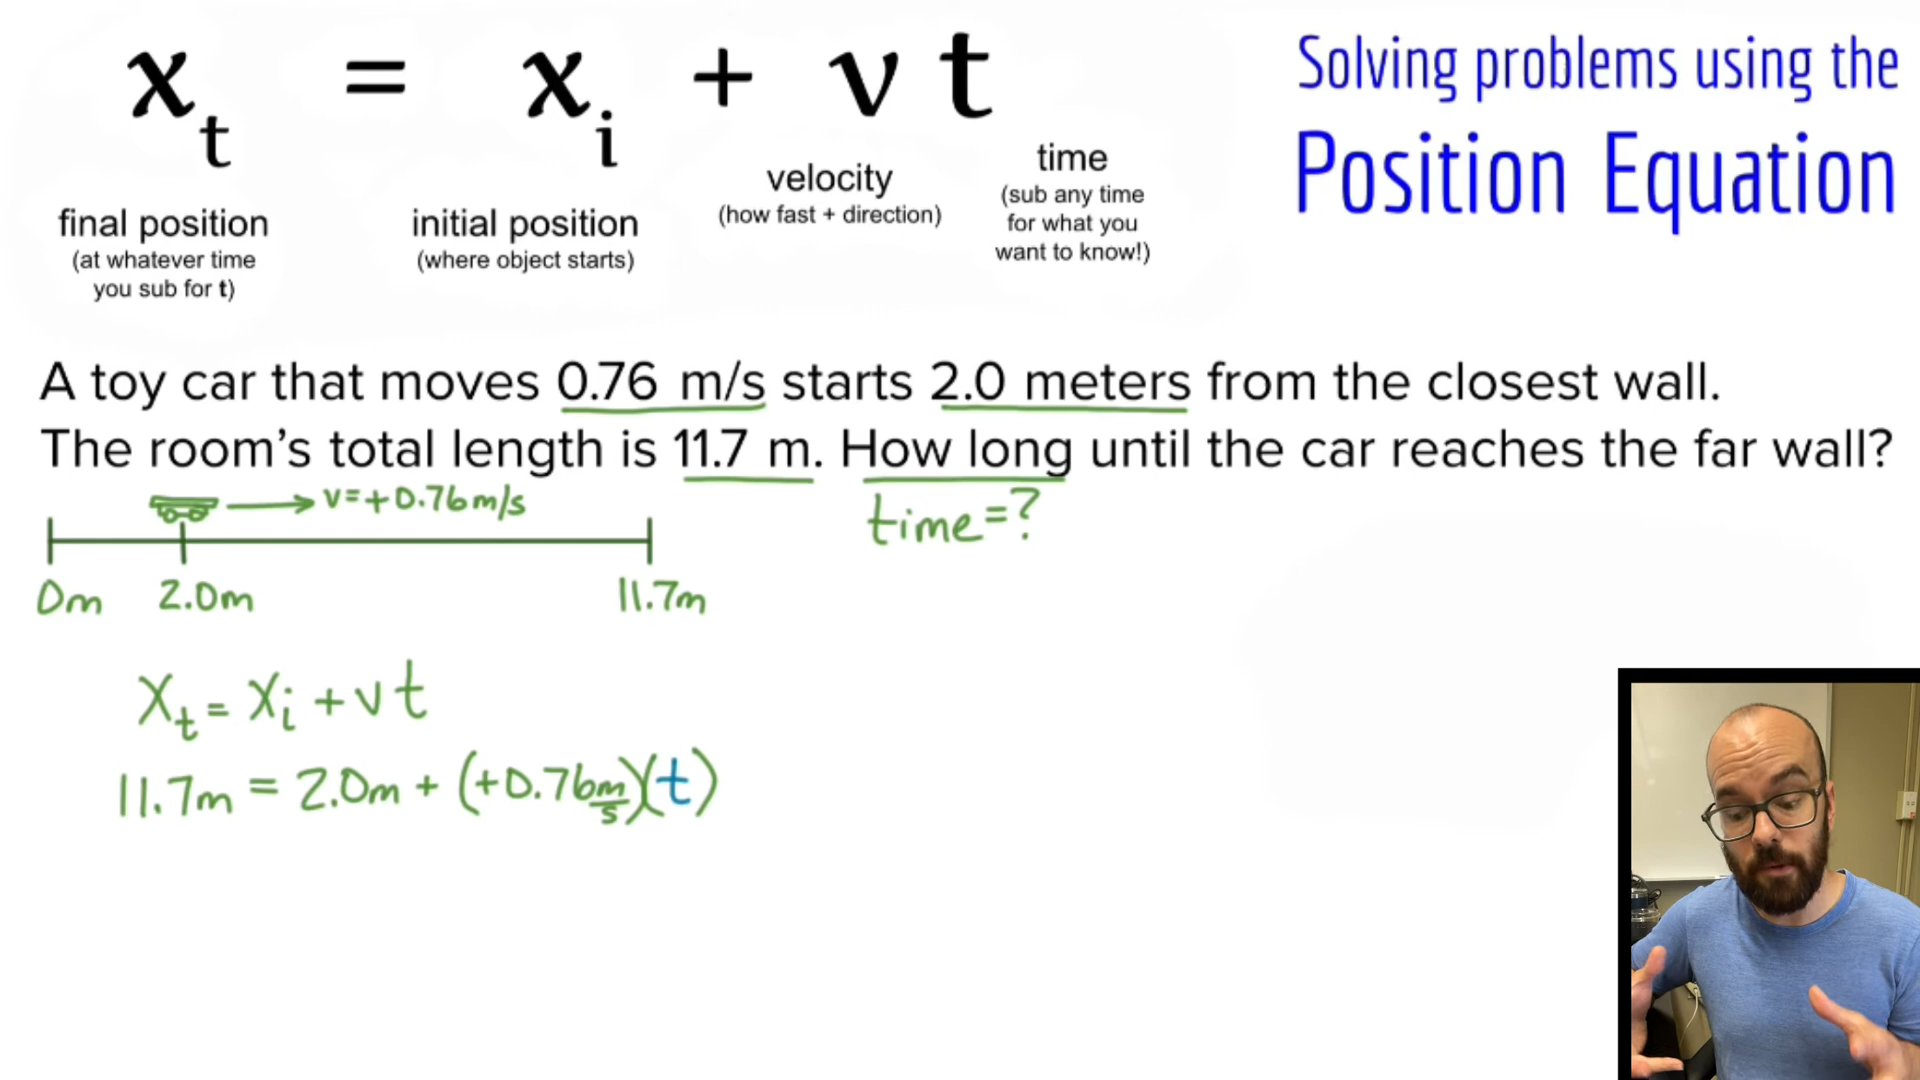 xₜ = xᵢ + v t
Solving problems using the
Position Equation
final position
(at whatever time
you sub for t)
initial position
(where object starts)
velocity
(how fast + direction)
time
(sub any time
for what you
want to know!)
A toy car that moves 0.76 m/s starts 2.0 meters from the closest wall.
The room’s total length is 11.7 m. How long until the car reaches the far wall?
v=+0.76m/s
time=?
0m 2.0m 11.7m
xₜ = xᵢ + vt
11.7m = 2.0m + (+0.76 m/s)(t)